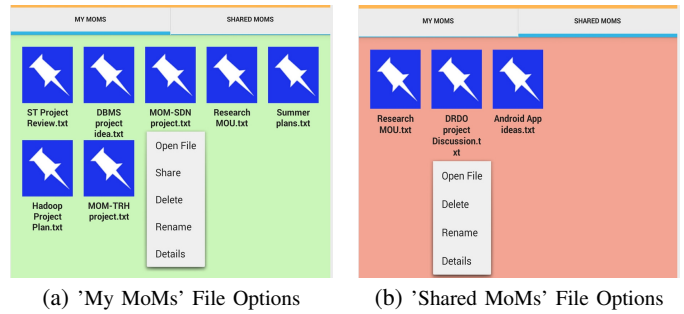 MY MOMS
SHARED MOMS
ST Project
Review.txt
DBMS
project
idea.txt
MOM-SDN
project.txt
Research
MOU.txt
Summer
plans.txt
Hadoop
Project
Plan.txt
MOM-TRH
project.txt
Open File
Share
Delete
Rename
Details
(a) 'My MoMs' File Options
MY MOMS
SHARED MOMS
Research
MOU.txt
DRDO
project
Discussion.t
xt
Android App
ideas.txt
Open File
Delete
Rename
Details
(b) 'Shared MoMs' File Options